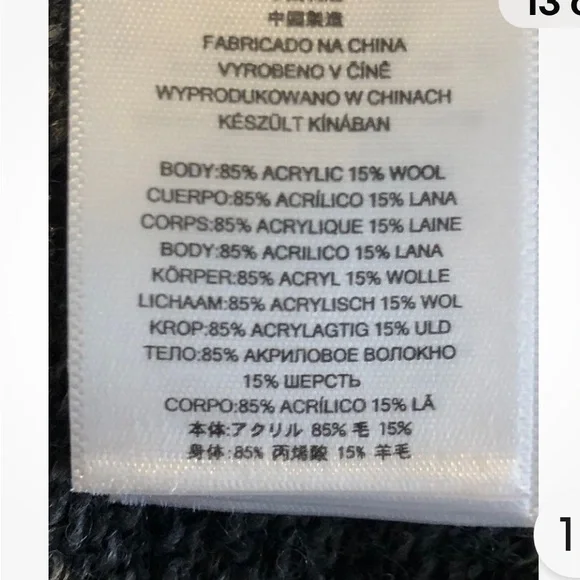 中國製造
FABRICADO NA CHINA
VYROBENO V ČÍNĚ
WYPRODUKOWANO W CHINACH
KÉSZÜLT KÍNÁBAN
BODY:85% ACRYLIC 15% WOOL
CUERPO:85% ACRÍLICO 15% LANA
CORPS:85% ACRYLIQUE 15% LAINE
BODY:85% ACRILICO 15% LANA
KÖRPER:85% ACRYL 15% WOLLE
LICHAAM:85% ACRYLISCH 15% WOL
KROP:85% ACRYLAGTIG 15% ULD
ТЕЛО:85% АКРИЛОВОЕ ВОЛОКНО
15% ШЕРСТЬ
CORPO:85% ACRÍLICO 15% LÃ
本体:アクリル 85% 毛 15%
身体:85% 丙烯酸 15% 羊毛
13
1